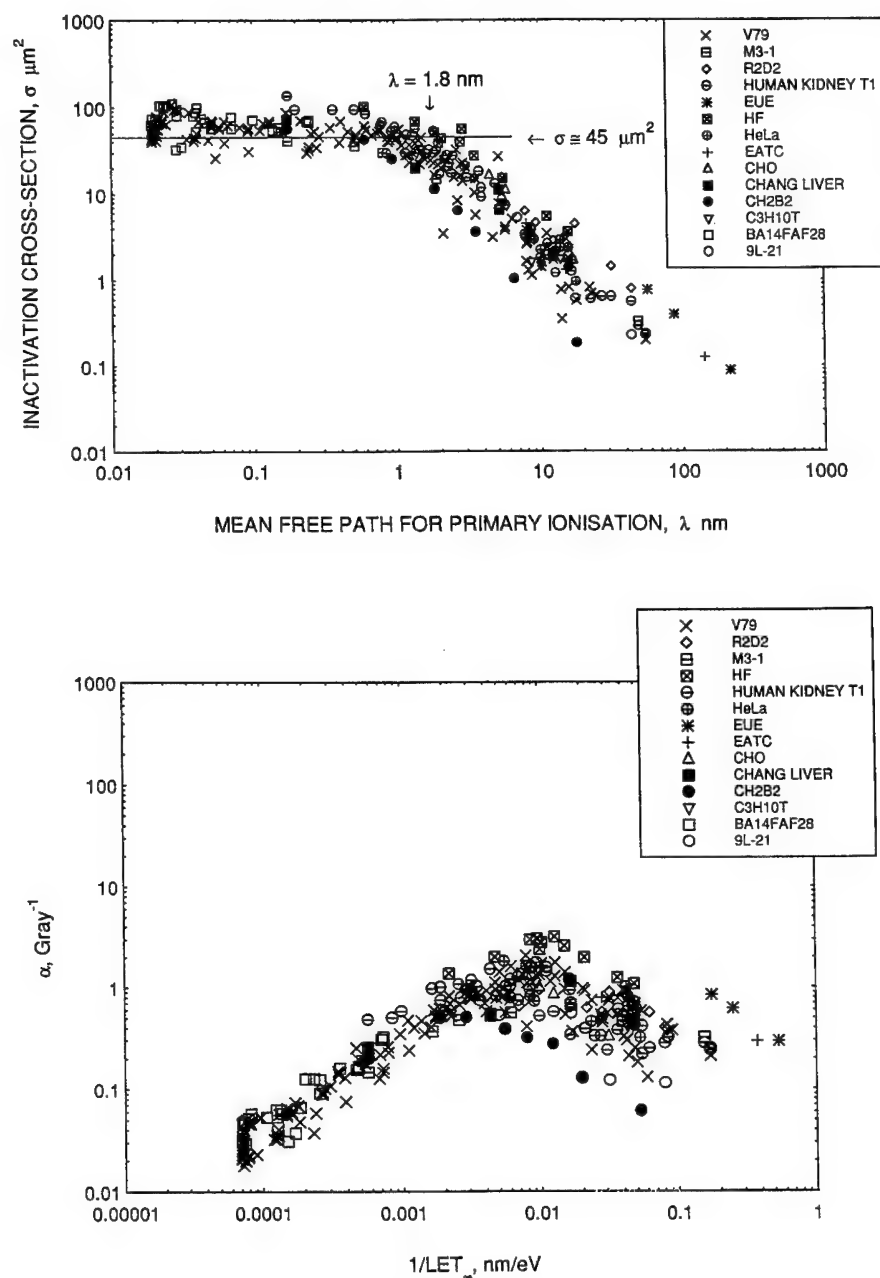 1000
100
10
1
0.1
0.01
INACTIVATION CROSS-SECTION, σ μm²
λ = 1.8 nm
↓
← σ ≅ 45 μm²
V79
M3-1
R2D2
HUMAN KIDNEY T1
EUE
HF
HeLa
EATC
CHO
CHANG LIVER
CH2B2
C3H10T
BA14FAF28
9L-21
0.01 0.1 1 10 100 1000
MEAN FREE PATH FOR PRIMARY IONISATION, λ nm
V79
R2D2
M3-1
HF
HUMAN KIDNEY T1
HeLa
EUE
EATC
CHO
CHANG LIVER
CH2B2
C3H10T
BA14FAF28
9L-21
1000
100
10
1
0.1
0.01
α, Gray⁻¹
0.00001 0.0001 0.001 0.01 0.1 1
1/LET∞, nm/eV